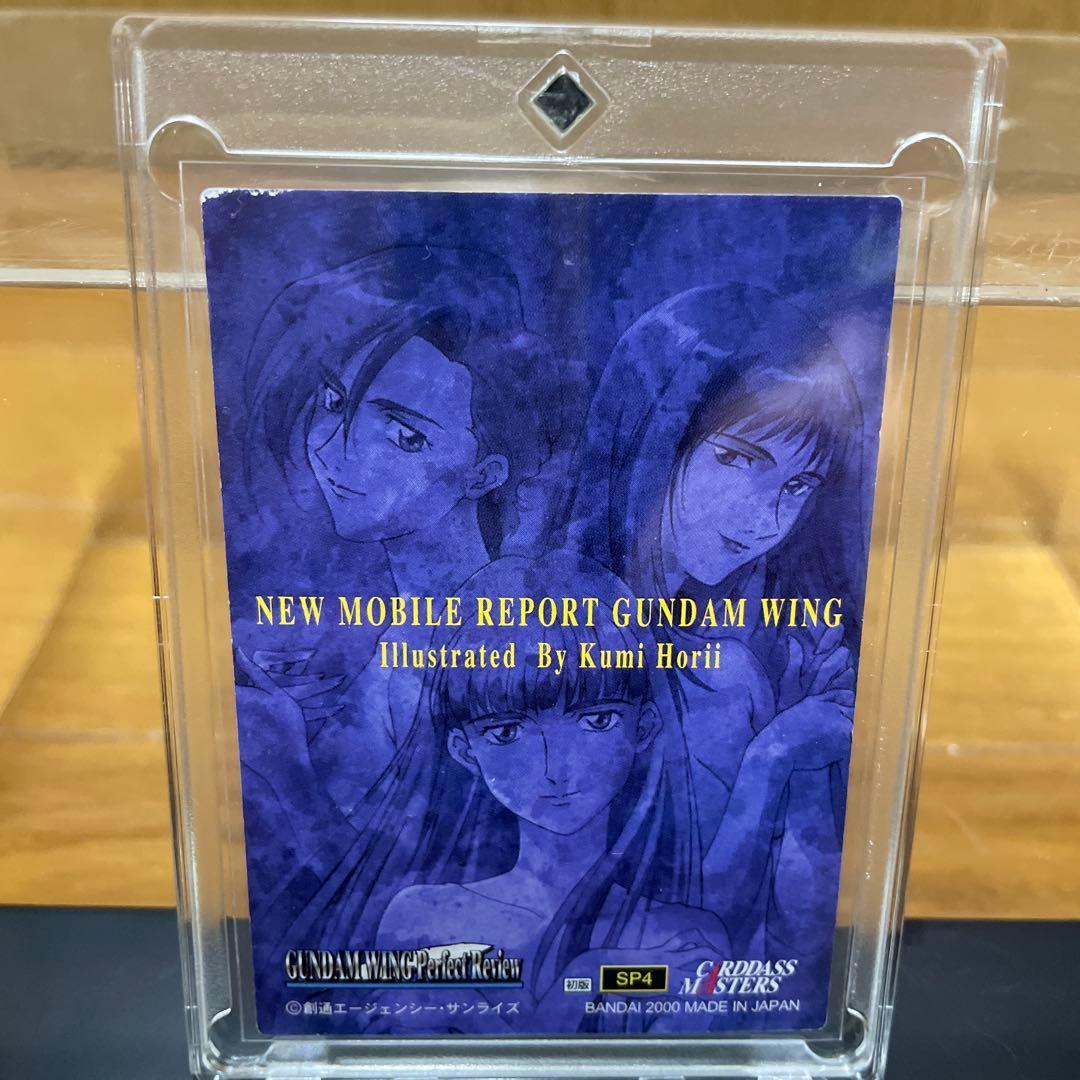 NEW MOBILE REPORT GUNDAM WING
Illustrated By Kumi Horii
GUNDAM WING Perfect Review
初版 SP4 CARDDASS MASTERS
©創通エージェンシー・サンライズ
BANDAI 2000 MADE IN JAPAN